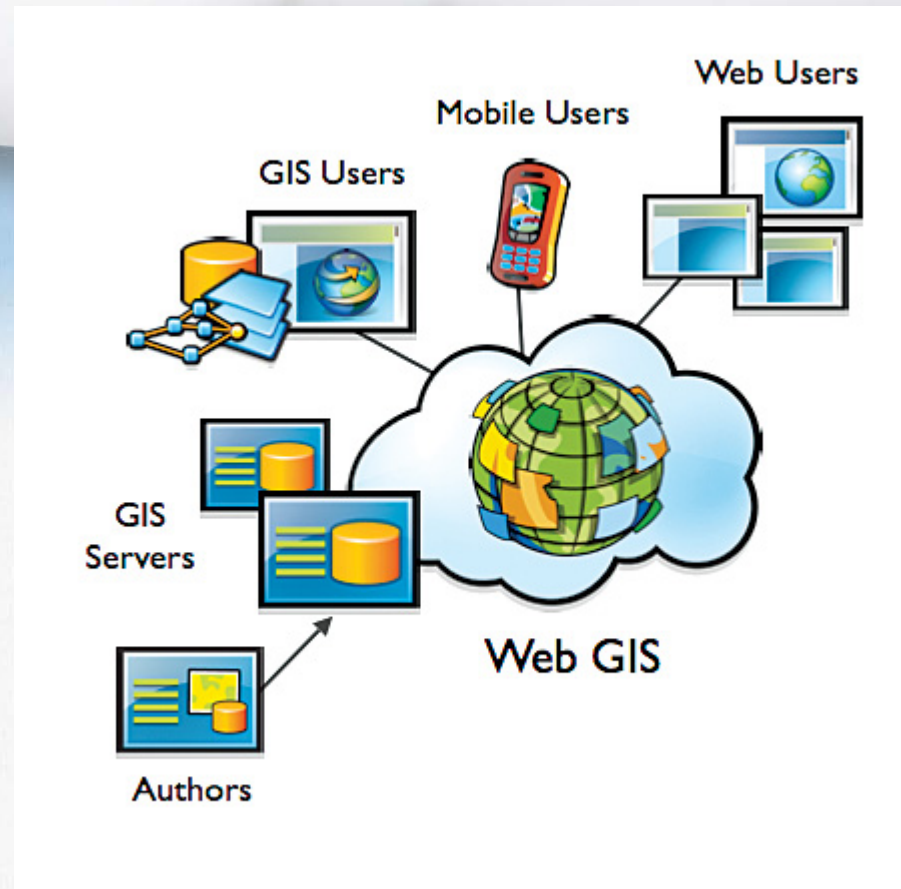 Web Users
Mobile Users
GIS Users
GIS
Servers
Web GIS
Authors